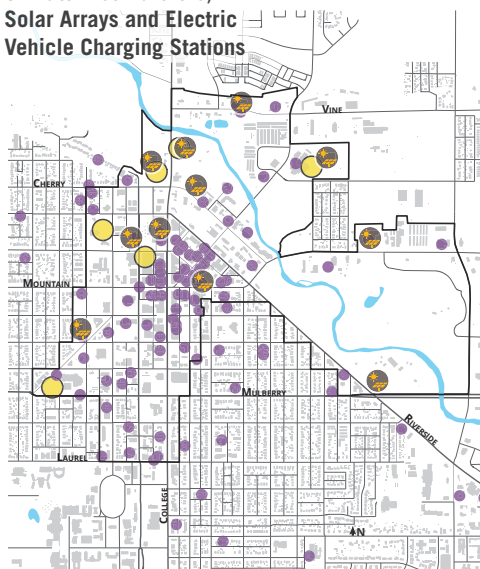 Solar Arrays and Electric
Vehicle Charging Stations
VINE
CHERRY
MOUNTAIN
MULBERRY
RIVERSIDE
LAUREL
COLLEGE
N